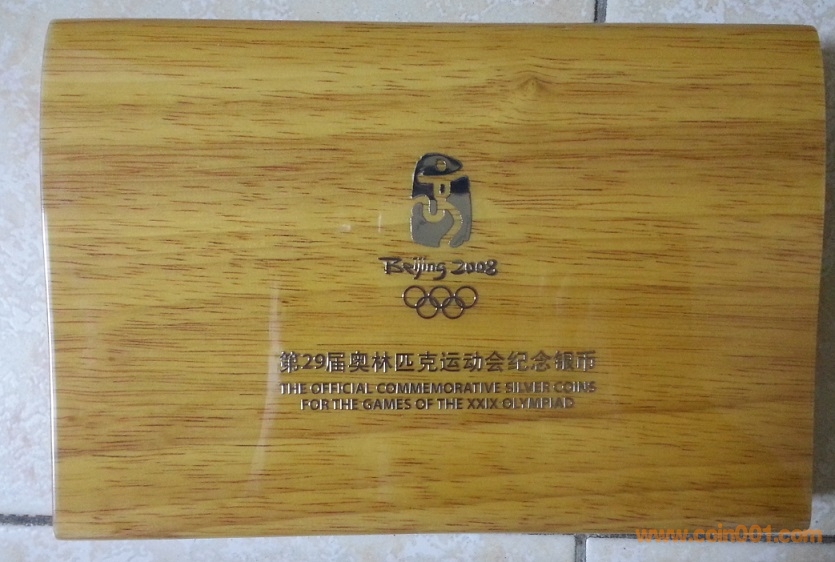 Beijing 2008
第29届奥林匹克运动会纪念银币
THE OFFICIAL COMMEMORATIVE SILVER COINS
FOR THE GAMES OF THE XXIX OLYMPIAD
www.coin001.com